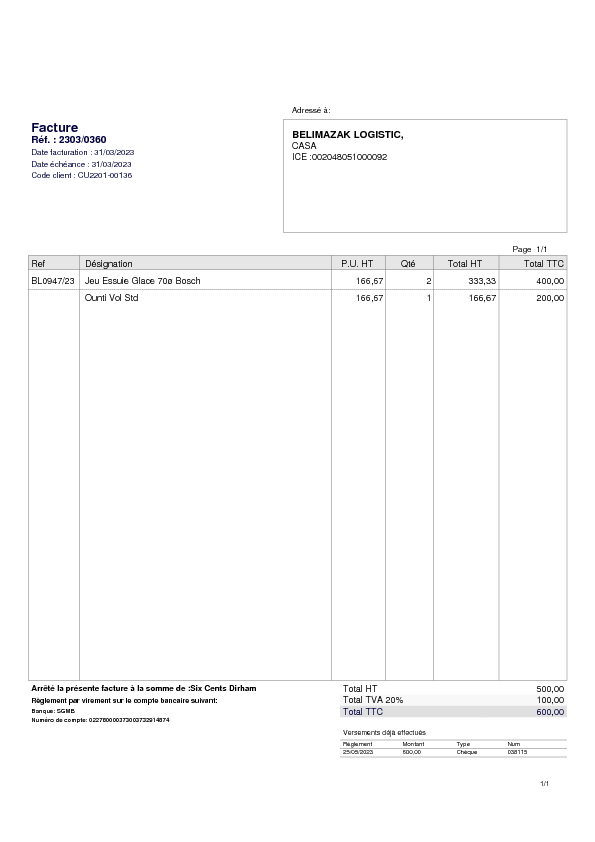 Adressé à:
Facture
Réf. : 2303/0360
Date facturation : 31/03/2023
Date échéance : 31/03/2023
Code client : CU2201-00136
BELIMAZAK LOGISTIC,
CASA
ICE :002048051000092
Page 1/1
Ref Désignation P.U. HT Qté Total HT Total TTC
BL0947/23 Jeu Essuie Glace 70ø Bosch 166,67 2 333,33 400,00
Ounti Vol Std 166,67 1 166,67 200,00
Arrêté la présente facture à la somme de :Six Cents Dirham
Règlement par virement sur le compte bancaire suivant:
Banque: SGMB
Numéro de compte:
Total HT 500,00
Total TVA 20% 100,00
Total TTC 600,00
Versements déjà effectués
Règlement Montant Type Num
25/05/2023 600,00 Chèque 038115
1/1